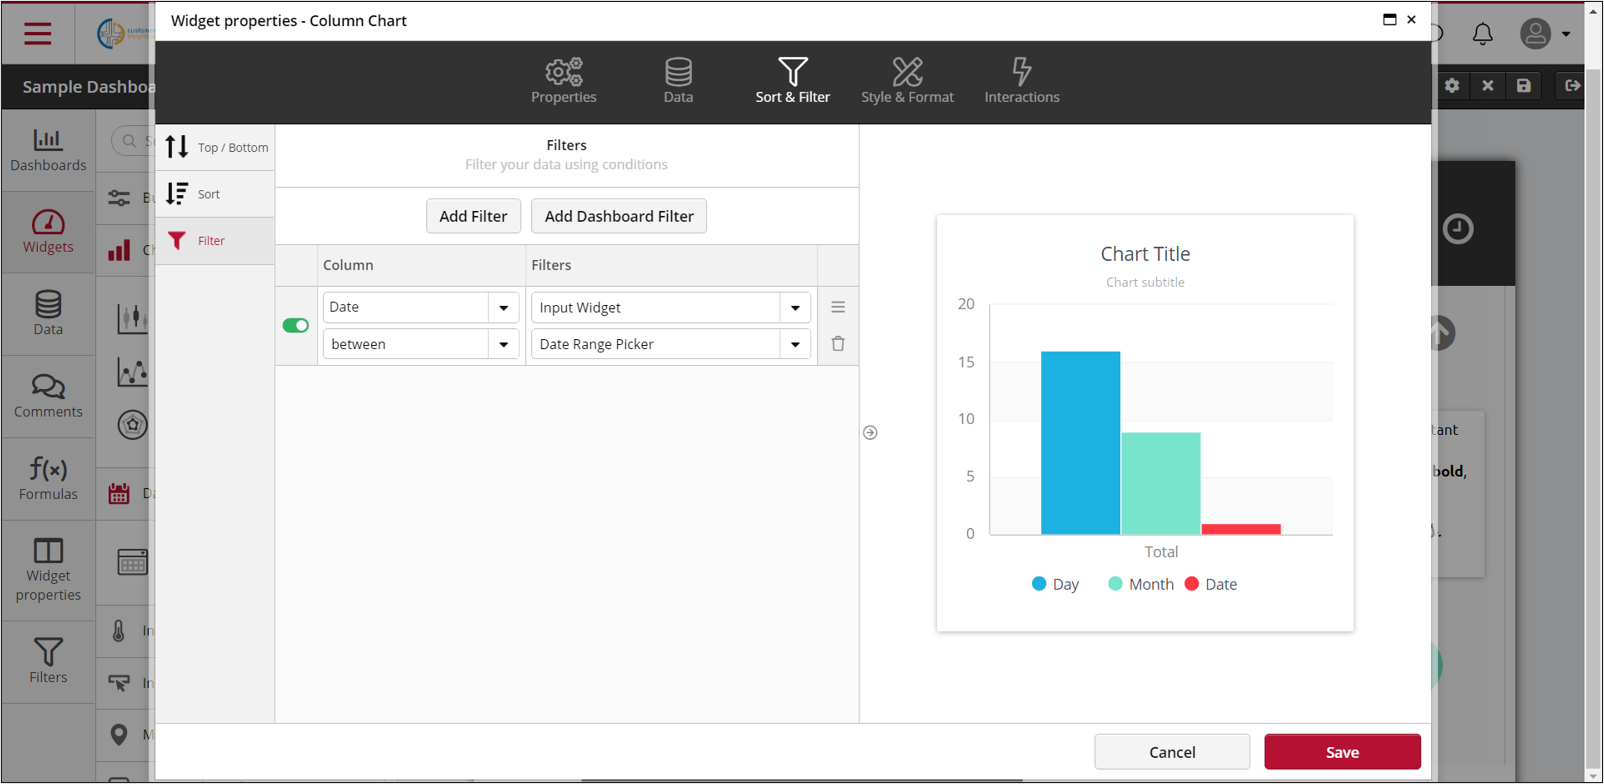 Widget properties - Column Chart
Properties
Data
Sort & Filter
Style & Format
Interactions
Sample Dashboa
Dashboards
Widgets
Data
Comments
Formulas
Widget
properties
Filters
Top / Bottom
Sort
Filter
Filters
Filter your data using conditions
Add Filter
Add Dashboard Filter
Column
Filters
Date
Input Widget
between
Date Range Picker
Chart Title
Chart subtitle
20
15
10
5
0
Total
Day
Month
Date
tant
bold,
Cancel
Save